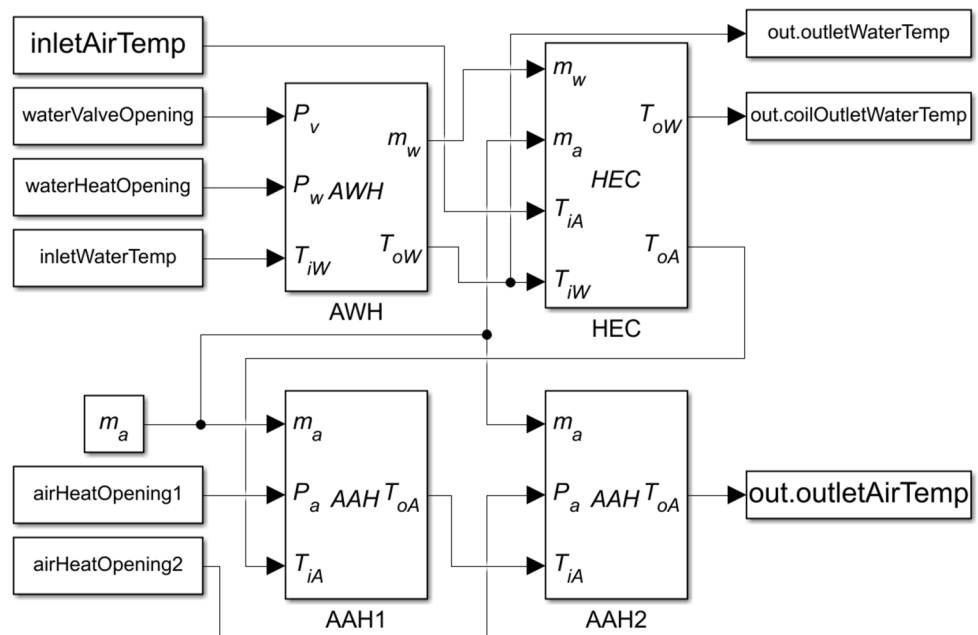 inletAirTemp
waterValveOpening
waterHeatOpening
inletWaterTemp
P_v
P_w
T_iW
AWH
m_w
T_oW
AWH
m_w
m_a
T_iA
T_iW
HEC
T_oW
T_oA
HEC
out.outletWaterTemp
out.coilOutletWaterTemp
m_a
airHeatOpening1
airHeatOpening2
m_a
P_a
T_iA
AAH
T_oA
AAH1
m_a
P_a
T_iA
AAH
T_oA
AAH2
out.outletAirTemp